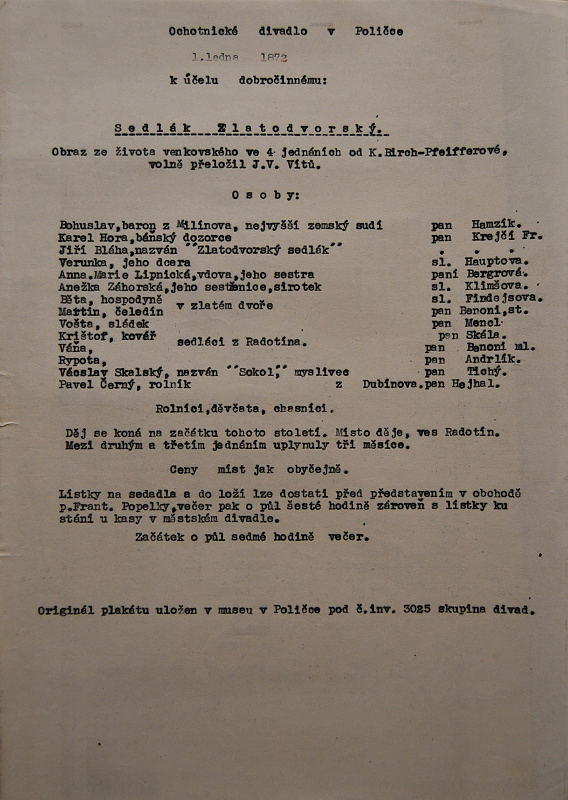 Ochotnické divadlo v Poličce
1.ledna 1872
k účelu dobročinnému:
Sedlák Zlatodvorský.
Obraz ze života venkovského ve 4 jednáních od K.Birch-Pfeifferové,
volně přeložil J.V. Vitů.
Osoby:
Bohuslav,baron z Milínova, nejvyšší zemský sudí pan Hamzík.
Karel Hora,báňský dozorce pan Krejčí Fr.
Jiří Bláha,nazván "Zlatodvorský sedlák" . .
Verunka, jeho dcera sl. Hauptova.
Anna.Marie Lipnická,vdova,jeho sestra paní Bergrová.
Anežka Záhorská,jeho sestřenice,sirotek sl. Klimšova.
Běta, hospodyně sl. Findejsova.
v zlatém dvoře
Martin, čeledín pan Benoni,st.
Vošta, sládek pan Mencl
Krištof, kovář pan Skála.
sedláci z Radotína.
Váňa, pan Benoni ml.
Rypota, pan Andrlík.
Václav Skalský, nazván "Sokol," myslivec pan Tichý.
Pavel Černý, rolník z Dubinova.pan Hejhal.
Rolníci,děvčata, chasníci.
Děj se koná na začátku tohoto století. Místo děje, ves Radotín.
Mezi druhým a třetím jednáním uplynuly tři měsíce.
Ceny míst jak obyčejně.
Lístky na sedadla a do loží lze dostati před představením v obchodě
p.Frant. Popelky,večer pak o půl šesté hodině zároveň s lístky ku
stání u kasy v městském divadle.
Začátek o půl sedmé hodině večer.
Originál plakátu uložen v museu v Poličce pod č.inv. 3025 skupina divad.